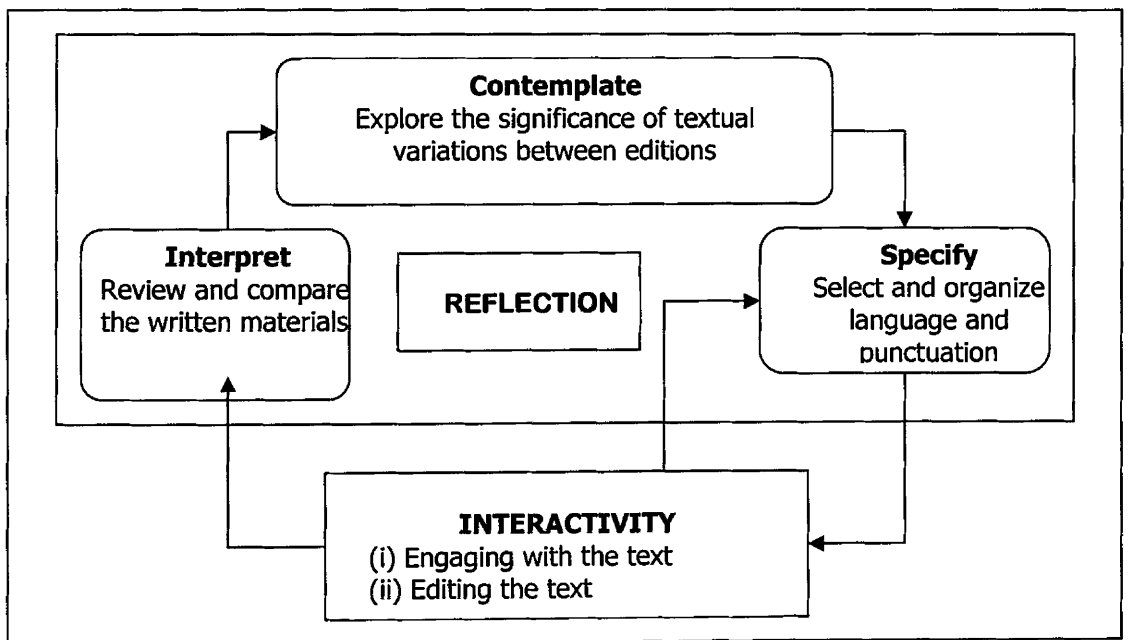 Contemplate
Explore the significance of textual
variations between editions
Interpret
Review and compare
the written materials
REFLECTION
Specify
Select and organize
language and
punctuation
INTERACTIVITY
(i) Engaging with the text
(ii) Editing the text